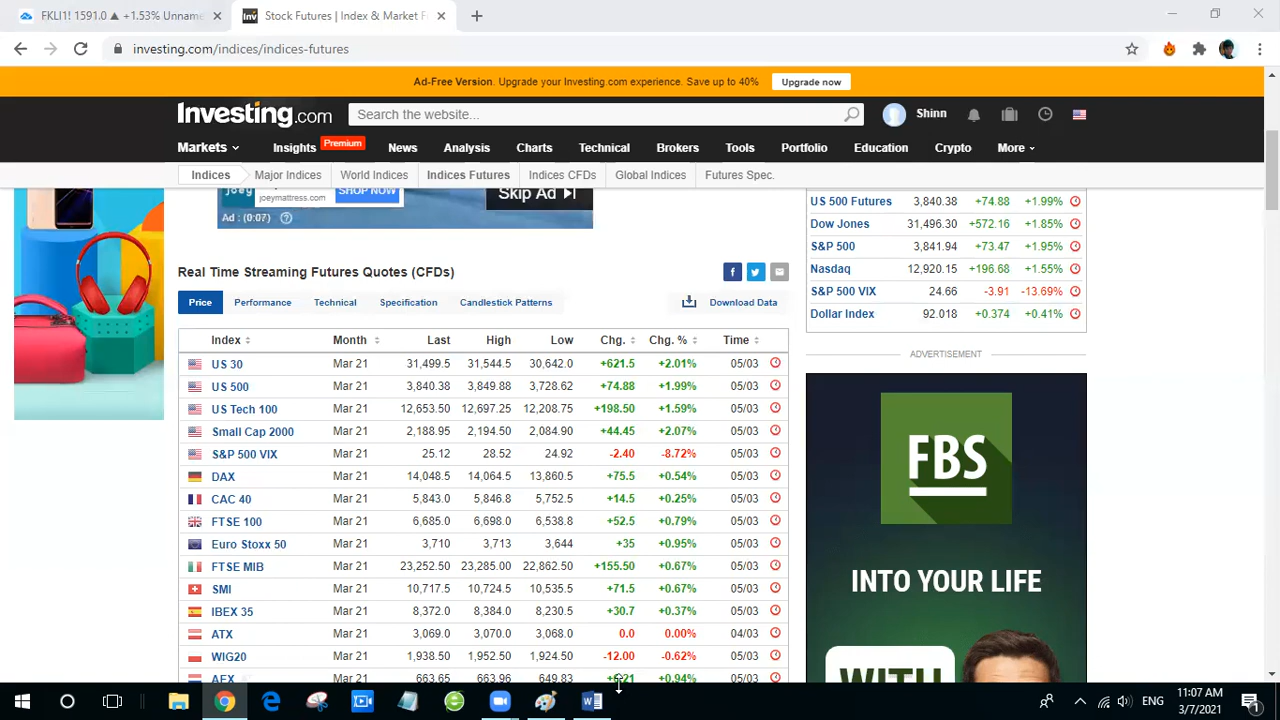 FKLI1! 1591.0 ▲ +1.53% Unname
Stock Futures | Index & Market F
investing.com/indices/indices-futures
Ad-Free Version. Upgrade your Investing.com experience. Save up to 40% Upgrade now
Investing.com Search the website... Shinn
Markets Insights Premium News Analysis Charts Technical Brokers Tools Portfolio Education Crypto More
Indices Major Indices World Indices Indices Futures Indices CFDs Global Indices Futures Spec.
joey joeymattress.com SHOP NOW Skip Ad
Ad : (0:07)
US 500 Futures 3,840.38 +74.88 +1.99%
Dow Jones 31,496.30 +572.16 +1.85%
S&P 500 3,841.94 +73.47 +1.95%
Nasdaq 12,920.15 +196.68 +1.55%
S&P 500 VIX 24.66 -3.91 -13.69%
Dollar Index 92.018 +0.374 +0.41%
Real Time Streaming Futures Quotes (CFDs)
Price Performance Technical Specification Candlestick Patterns Download Data
Index Month Last High Low Chg. Chg. % Time
US 30 Mar 21 31,499.5 31,544.5 30,642.0 +621.5 +2.01% 05/03
US 500 Mar 21 3,840.38 3,849.88 3,728.62 +74.88 +1.99% 05/03
US Tech 100 Mar 21 12,653.50 12,697.25 12,208.75 +198.50 +1.59% 05/03
Small Cap 2000 Mar 21 2,188.95 2,194.50 2,084.90 +44.45 +2.07% 05/03
S&P 500 VIX Mar 21 25.12 28.52 24.92 -2.40 -8.72% 05/03
DAX Mar 21 14,048.5 14,064.5 13,860.5 +75.5 +0.54% 05/03
CAC 40 Mar 21 5,843.0 5,846.8 5,752.5 +14.5 +0.25% 05/03
FTSE 100 Mar 21 6,685.0 6,698.0 6,538.8 +52.5 +0.79% 05/03
Euro Stoxx 50 Mar 21 3,710 3,713 3,644 +35 +0.95% 05/03
FTSE MIB Mar 21 23,252.50 23,285.00 22,862.50 +155.50 +0.67% 05/03
SMI Mar 21 10,717.5 10,724.5 10,535.5 +71.5 +0.67% 05/03
IBEX 35 Mar 21 8,372.0 8,384.0 8,230.5 +30.7 +0.37% 05/03
ATX Mar 21 3,069.0 3,070.0 3,068.0 0.0 0.00% 04/03
WIG20 Mar 21 1,938.50 1,952.50 1,924.50 -12.00 -0.62% 05/03
AEX Mar 21 663.65 663.96 649.83 +0.94% 05/03
ADVERTISEMENT
FBS
INTO YOUR LIFE
WITH
ENG
11:07 AM
3/7/2021